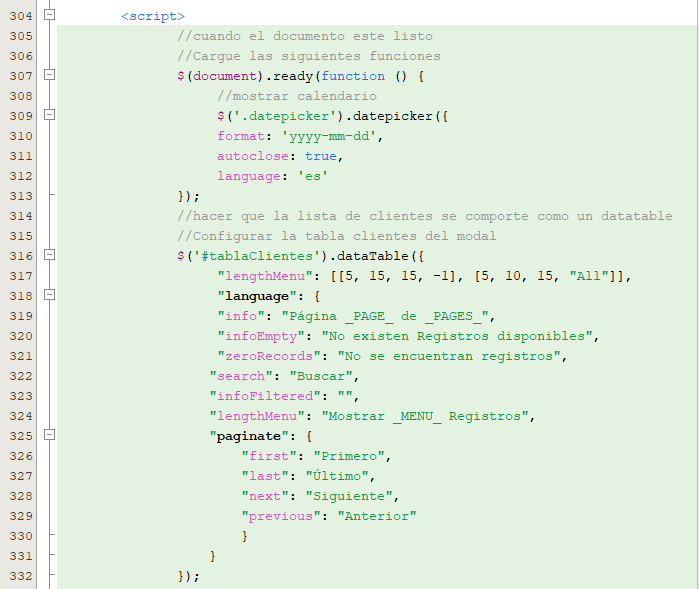 304 <script>
305 //cuando el documento este listo
306 //Cargue las siguientes funciones
307 $(document).ready(function () {
308 //mostrar calendario
309 $('.datepicker').datepicker({
310 format: 'yyyy-mm-dd',
311 autoclose: true,
312 language: 'es'
313 });
314 //hacer que la lista de clientes se comporte como un datatable
315 //Configurar la tabla clientes del modal
316 $('#tablaClientes').dataTable({
317 "lengthMenu": [[5, 15, 15, -1], [5, 10, 15, "All"]],
318 "language": {
319 "info": "Página _PAGE_ de _PAGES_",
320 "infoEmpty": "No existen Registros disponibles",
321 "zeroRecords": "No se encuentran registros",
322 "search": "Buscar",
323 "infoFiltered": "",
324 "lengthMenu": "Mostrar _MENU_ Registros",
325 "paginate": {
326 "first": "Primero",
327 "last": "Último",
328 "next": "Siguiente",
329 "previous": "Anterior"
330 }
331 }
332 });